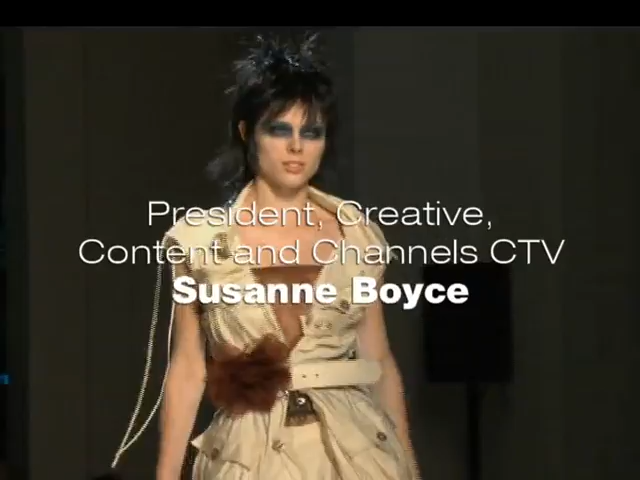 President, Creative,
Content and Channels CTV
Susanne Boyce